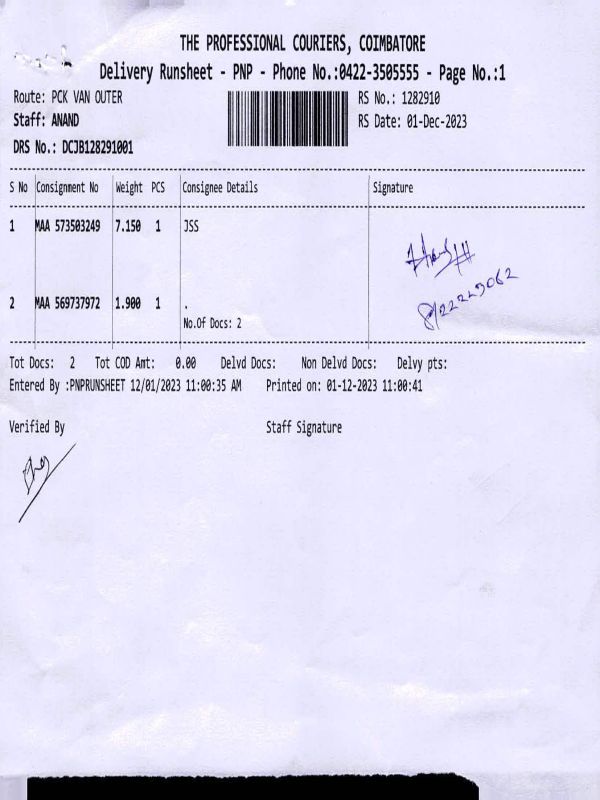 THE PROFESSIONAL COURIERS, COIMBATORE
Delivery Runsheet - PNP - Phone No.:0422-3505555 - Page No.:1
Route: PCK VAN OUTER RS No.: 1282910
Staff: ANAND RS Date: 01-Dec-2023
DRS No.: DCJB128291001
S No Consignment No Weight PCS Consignee Details Signature
1 MAA 573503249 7.150 1 JSS
2 MAA 569737972 1.900 1 .
No.Of Docs: 2
Tot Docs: 2 Tot COD Amt: 0.00 Delvd Docs: Non Delvd Docs: Delvy pts:
Entered By :PNPRUNSHEET 12/01/2023 11:00:35 AM Printed on: 01-12-2023 11:00:41
Verified By Staff Signature